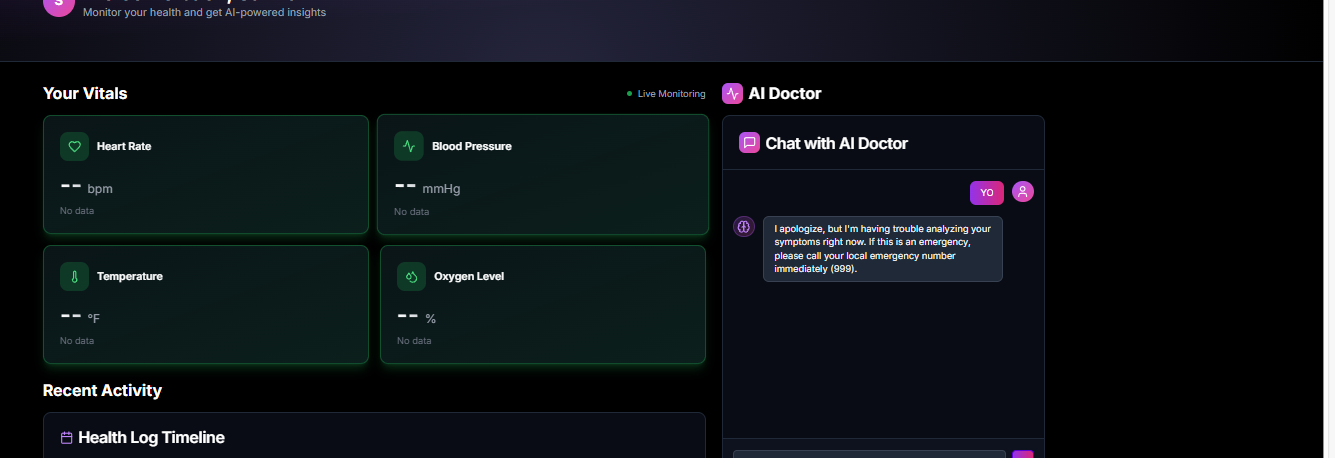 S
Monitor your health and get AI-powered insights
Your Vitals
Live Monitoring
Heart Rate
-- bpm
No data
Blood Pressure
-- mmHg
No data
Temperature
-- °F
No data
Oxygen Level
-- %
No data
Recent Activity
Health Log Timeline
AI Doctor
Chat with AI Doctor
YO
I apologize, but I'm having trouble analyzing your
symptoms right now. If this is an emergency,
please call your local emergency number
immediately (999).